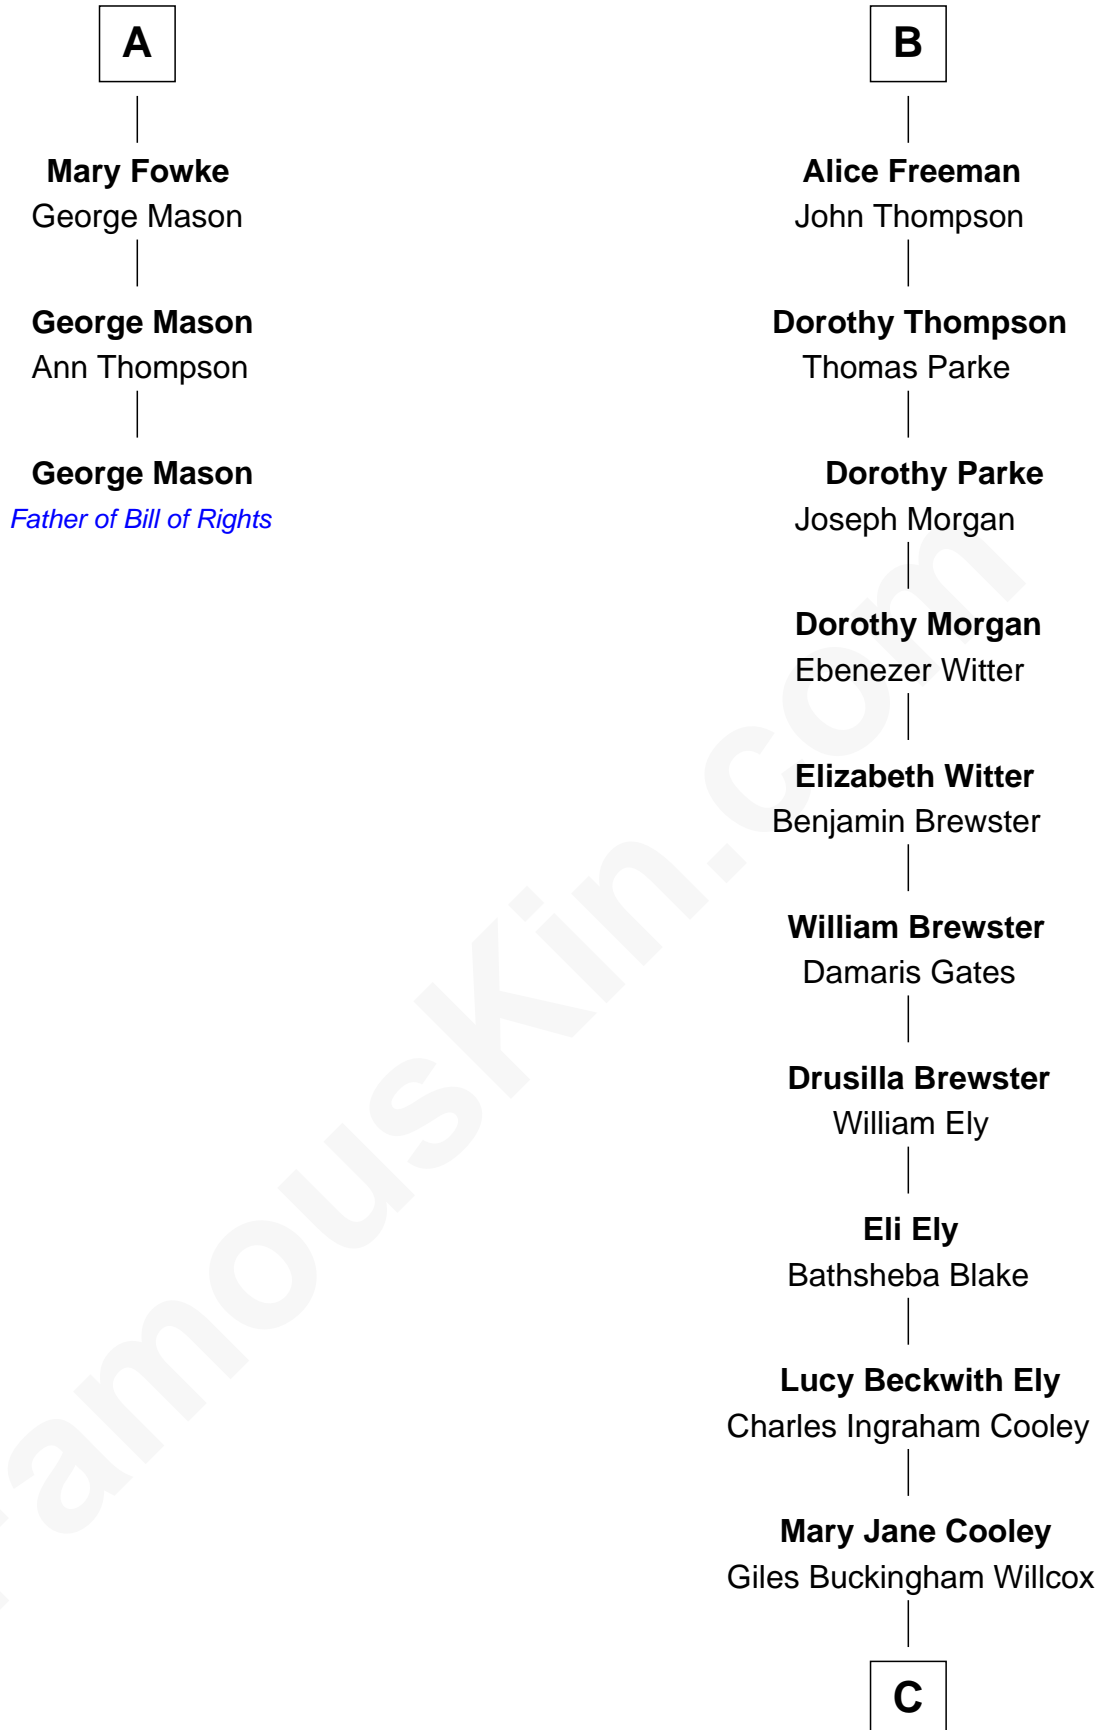 A
Mary Fowke
George Mason
George Mason
Ann Thompson
George Mason
Father of Bill of Rights
B
Alice Freeman
John Thompson
Dorothy Thompson
Thomas Parke
Dorothy Parke
Joseph Morgan
Dorothy Morgan
Ebenezer Witter
Elizabeth Witter
Benjamin Brewster
William Brewster
Damaris Gates
Drusilla Brewster
William Ely
Eli Ely
Bathsheba Blake
Lucy Beckwith Ely
Charles Ingraham Cooley
Mary Jane Cooley
Giles Buckingham Willcox
C
FamousKin.com